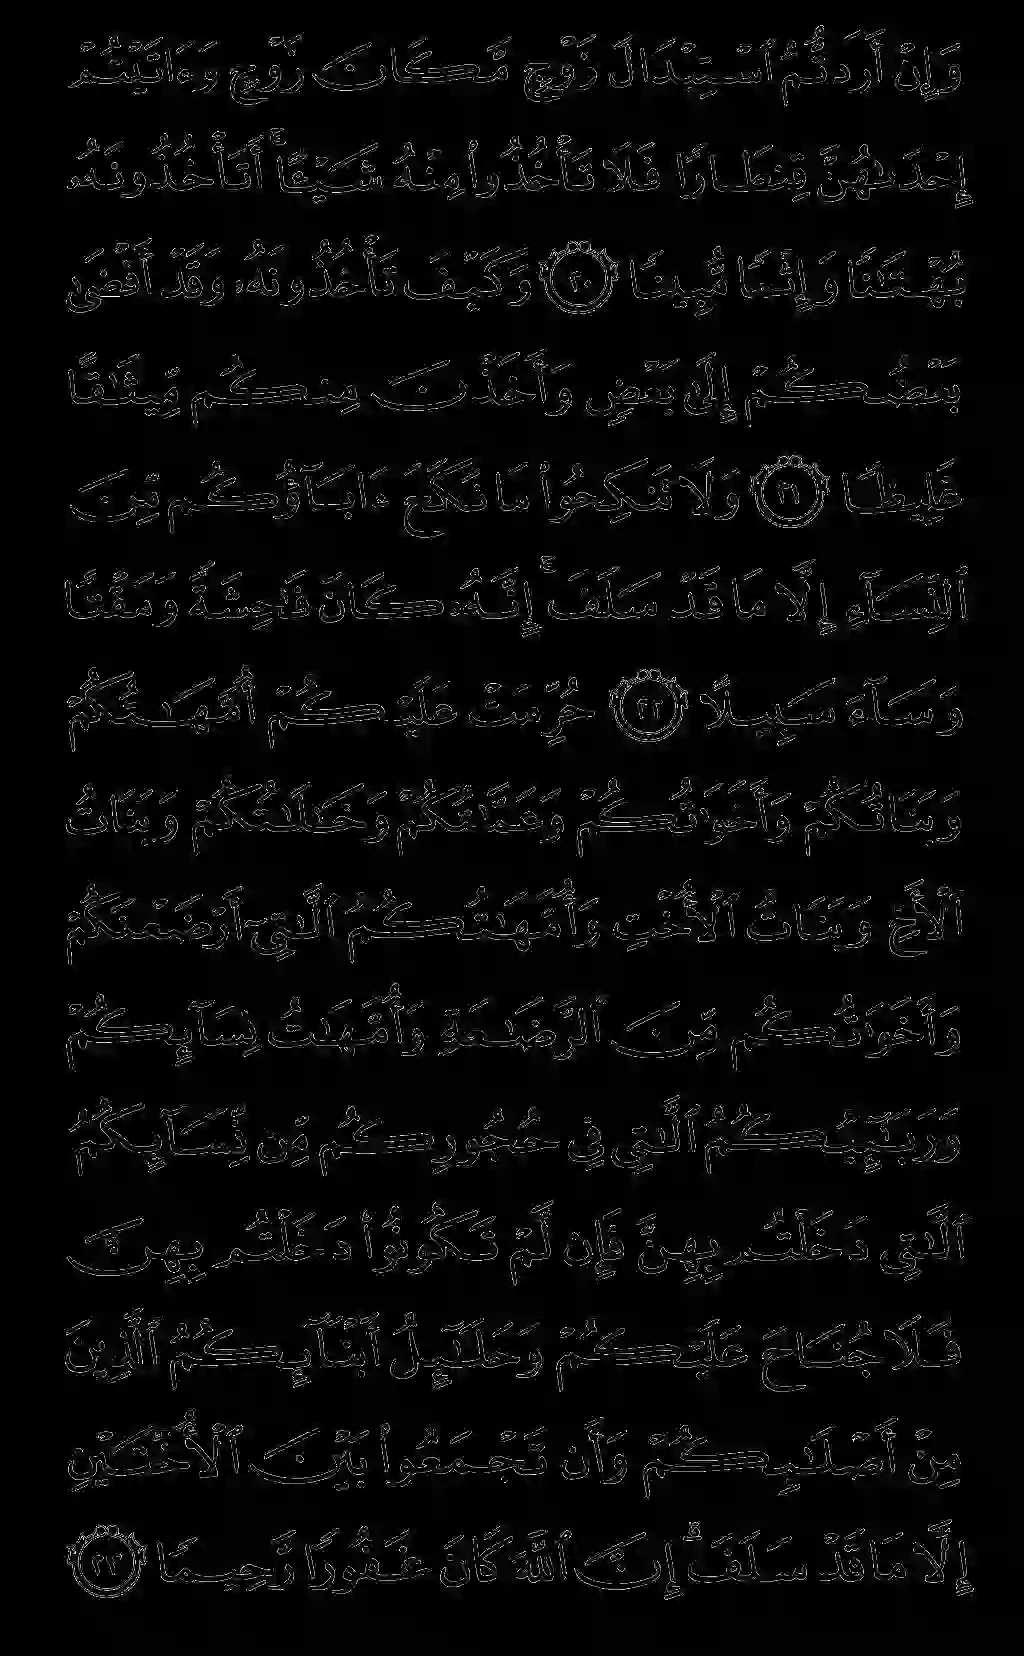 وَإِنْ أَرَدتُّمُ ٱسْتِبْدَالَ زَوْجٍ مَّكَانَ زَوْجٍ وَءَاتَيْتُمْ
إِحْدَىٰهُنَّ قِنطَارًا فَلَا تَأْخُذُوا۟ مِنْهُ شَيْـًٔا ۚ أَتَأْخُذُونَهُۥ
بُهْتَـٰنًا وَإِثْمًا مُّبِينًا ٢٠ وَكَيْفَ تَأْخُذُونَهُۥ وَقَدْ أَفْضَىٰ
بَعْضُكُمْ إِلَىٰ بَعْضٍ وَأَخَذْنَ مِنكُم مِّيثَـٰقًا
غَلِيظًا ٢١ وَلَا تَنكِحُوا۟ مَا نَكَحَ ءَابَآؤُكُم مِّنَ
ٱلنِّسَآءِ إِلَّا مَا قَدْ سَلَفَ ۚ إِنَّهُۥ كَانَ فَـٰحِشَةً وَمَقْتًا
وَسَآءَ سَبِيلًا ٢٢ حُرِّمَتْ عَلَيْكُمْ أُمَّهَـٰتُكُمْ
وَبَنَاتُكُمْ وَأَخَوَٰتُكُمْ وَعَمَّـٰتُكُمْ وَخَـٰلَـٰتُكُمْ وَبَنَاتُ
ٱلْأَخِ وَبَنَاتُ ٱلْأُخْتِ وَأُمَّهَـٰتُكُمُ ٱلَّـٰتِىٓ أَرْضَعْنَكُمْ
وَأَخَوَٰتُكُم مِّنَ ٱلرَّضَـٰعَةِ وَأُمَّهَـٰتُ نِسَآئِكُمْ
وَرَبَـٰٓئِبُكُمُ ٱلَّـٰتِى فِى حُجُورِكُم مِّن نِّسَآئِكُمُ
ٱلَّـٰتِى دَخَلْتُم بِهِنَّ فَإِن لَّمْ تَكُونُوا۟ دَخَلْتُم بِهِنَّ
فَلَا جُنَاحَ عَلَيْكُمْ وَحَلَـٰٓئِلُ أَبْنَآئِكُمُ ٱلَّذِينَ
مِنْ أَصْلَـٰبِكُمْ وَأَن تَجْمَعُوا۟ بَيْنَ ٱلْأُخْتَيْنِ
إِلَّا مَا قَدْ سَلَفَ ۗ إِنَّ ٱللَّهَ كَانَ غَفُورًا رَّحِيمًا ٢٣